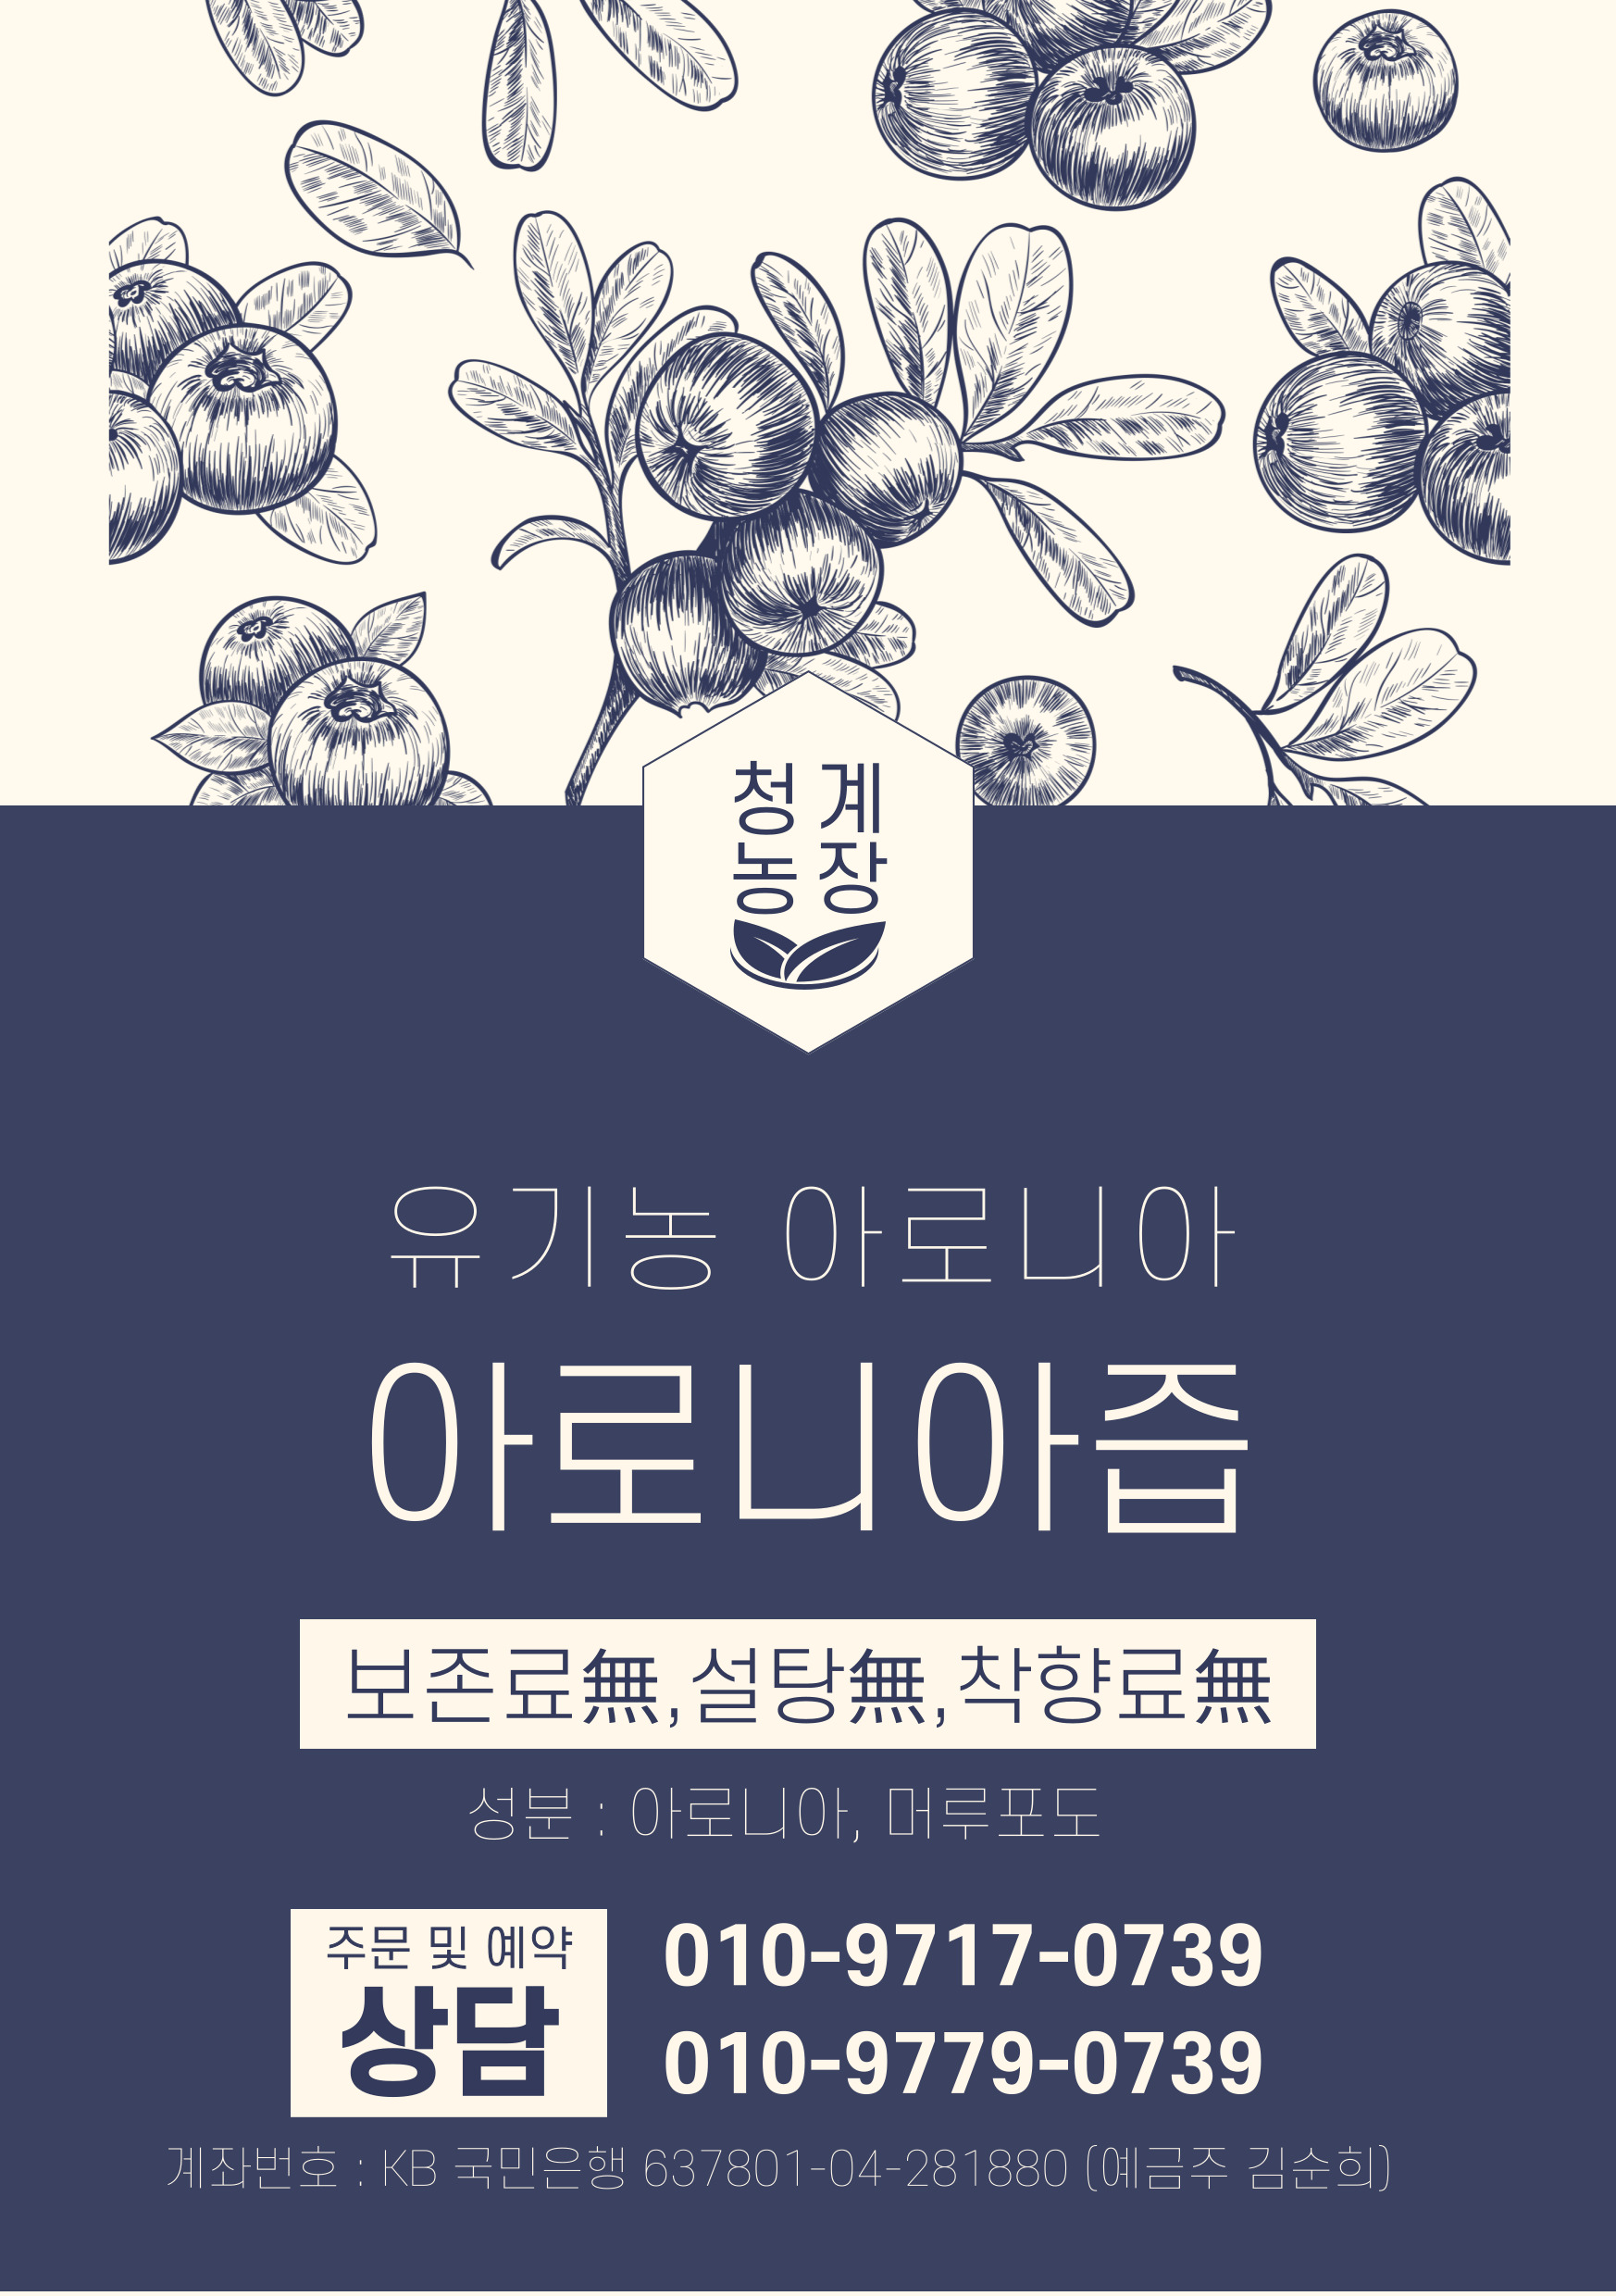 청계
농장
유기농 아로니아
아로니아즙
보존료無,설탕無,착향료無
성분 : 아로니아, 머루포도
주문 및 예약
상담
010-9717-0739
010-9779-0739
계좌번호 : KB 국민은행 637801-04-281880 (예금주 김순희)